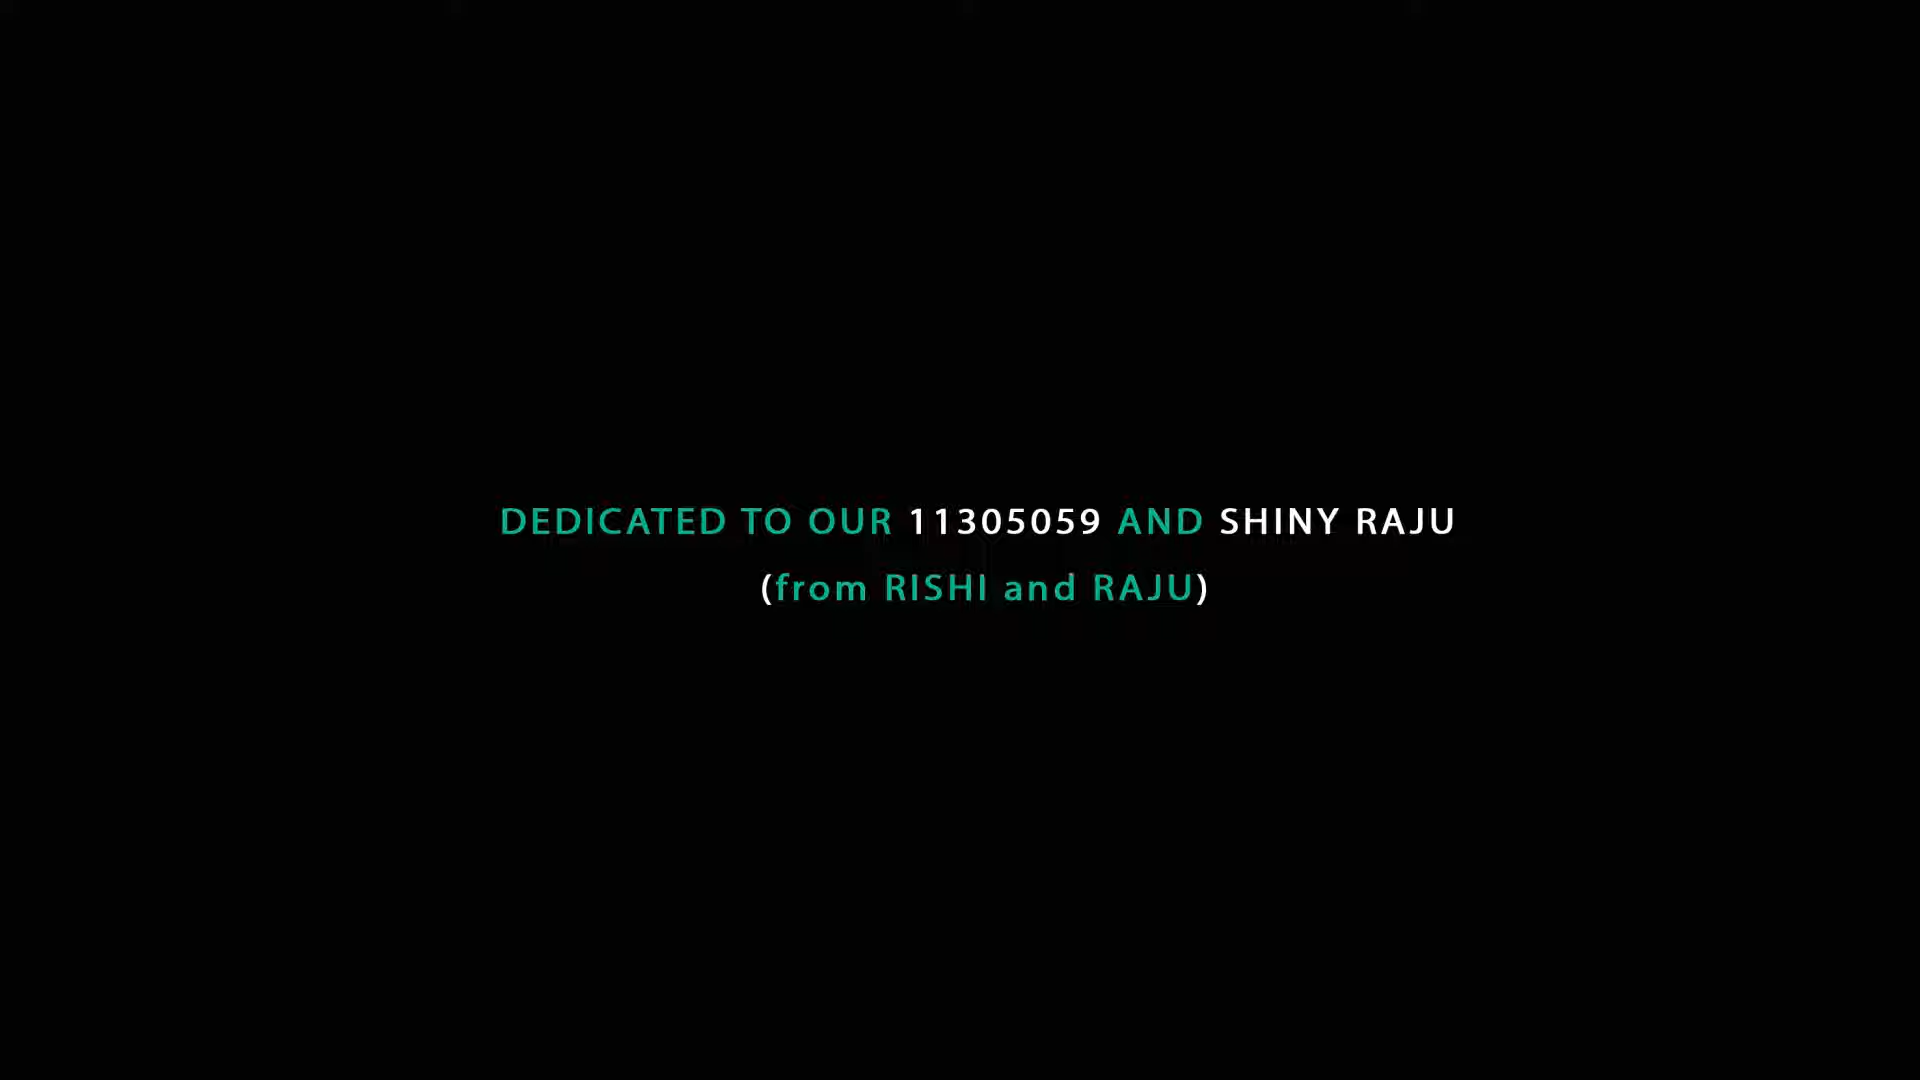 DEDICATED TO OUR 11305059 AND SHINY RAJU
(from RISHI and RAJU)